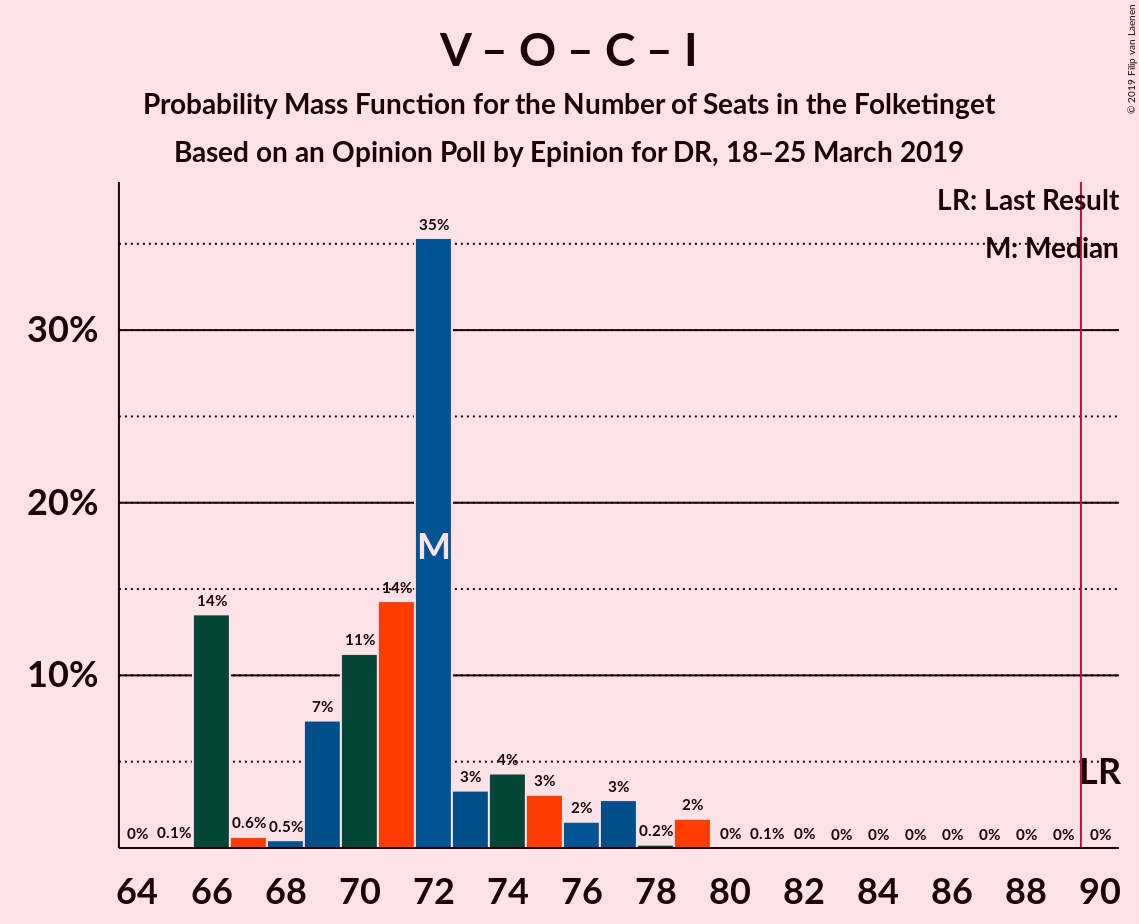 V – O – C – I
Probability Mass Function for the Number of Seats in the Folketinget
Based on an Opinion Poll by Epinion for DR, 18–25 March 2019
© 2019 Filip van Laenen
LR: Last Result
M: Median
30%
20%
10%
0% 0.1% 14% 0.6% 0.5% 7% 11% 14% 35% 3% 4% 3% 2% 3% 0.2% 2% 0% 0.1% 0% 0% 0% 0% 0% 0% 0% 0% 0%
M
LR
64 66 68 70 72 74 76 78 80 82 84 86 88 90